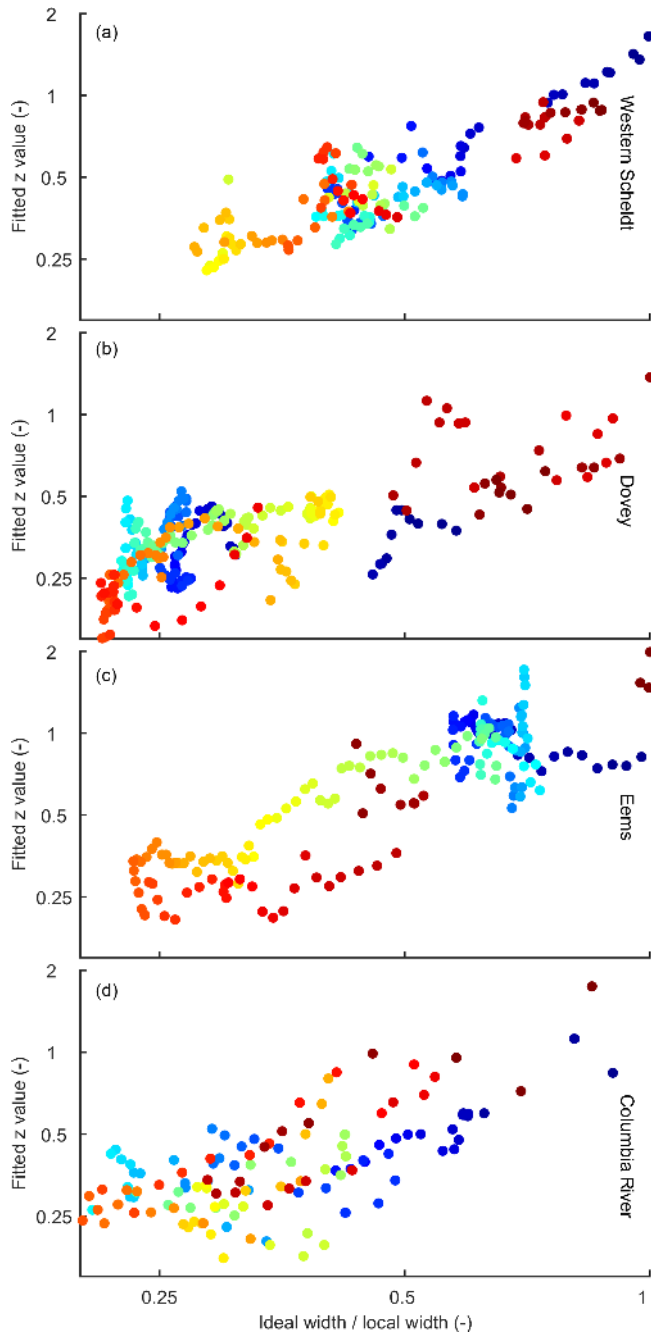 2
(a)
1
0.5
0.25
Fitted z value (-)
Western Scheldt
2
(b)
1
0.5
0.25
Fitted z value (-)
Dovey
2
(c)
1
0.5
0.25
Fitted z value (-)
Eems
2
(d)
1
0.5
0.25
Fitted z value (-)
Columbia River
0.25 0.5 1
Ideal width / local width (-)